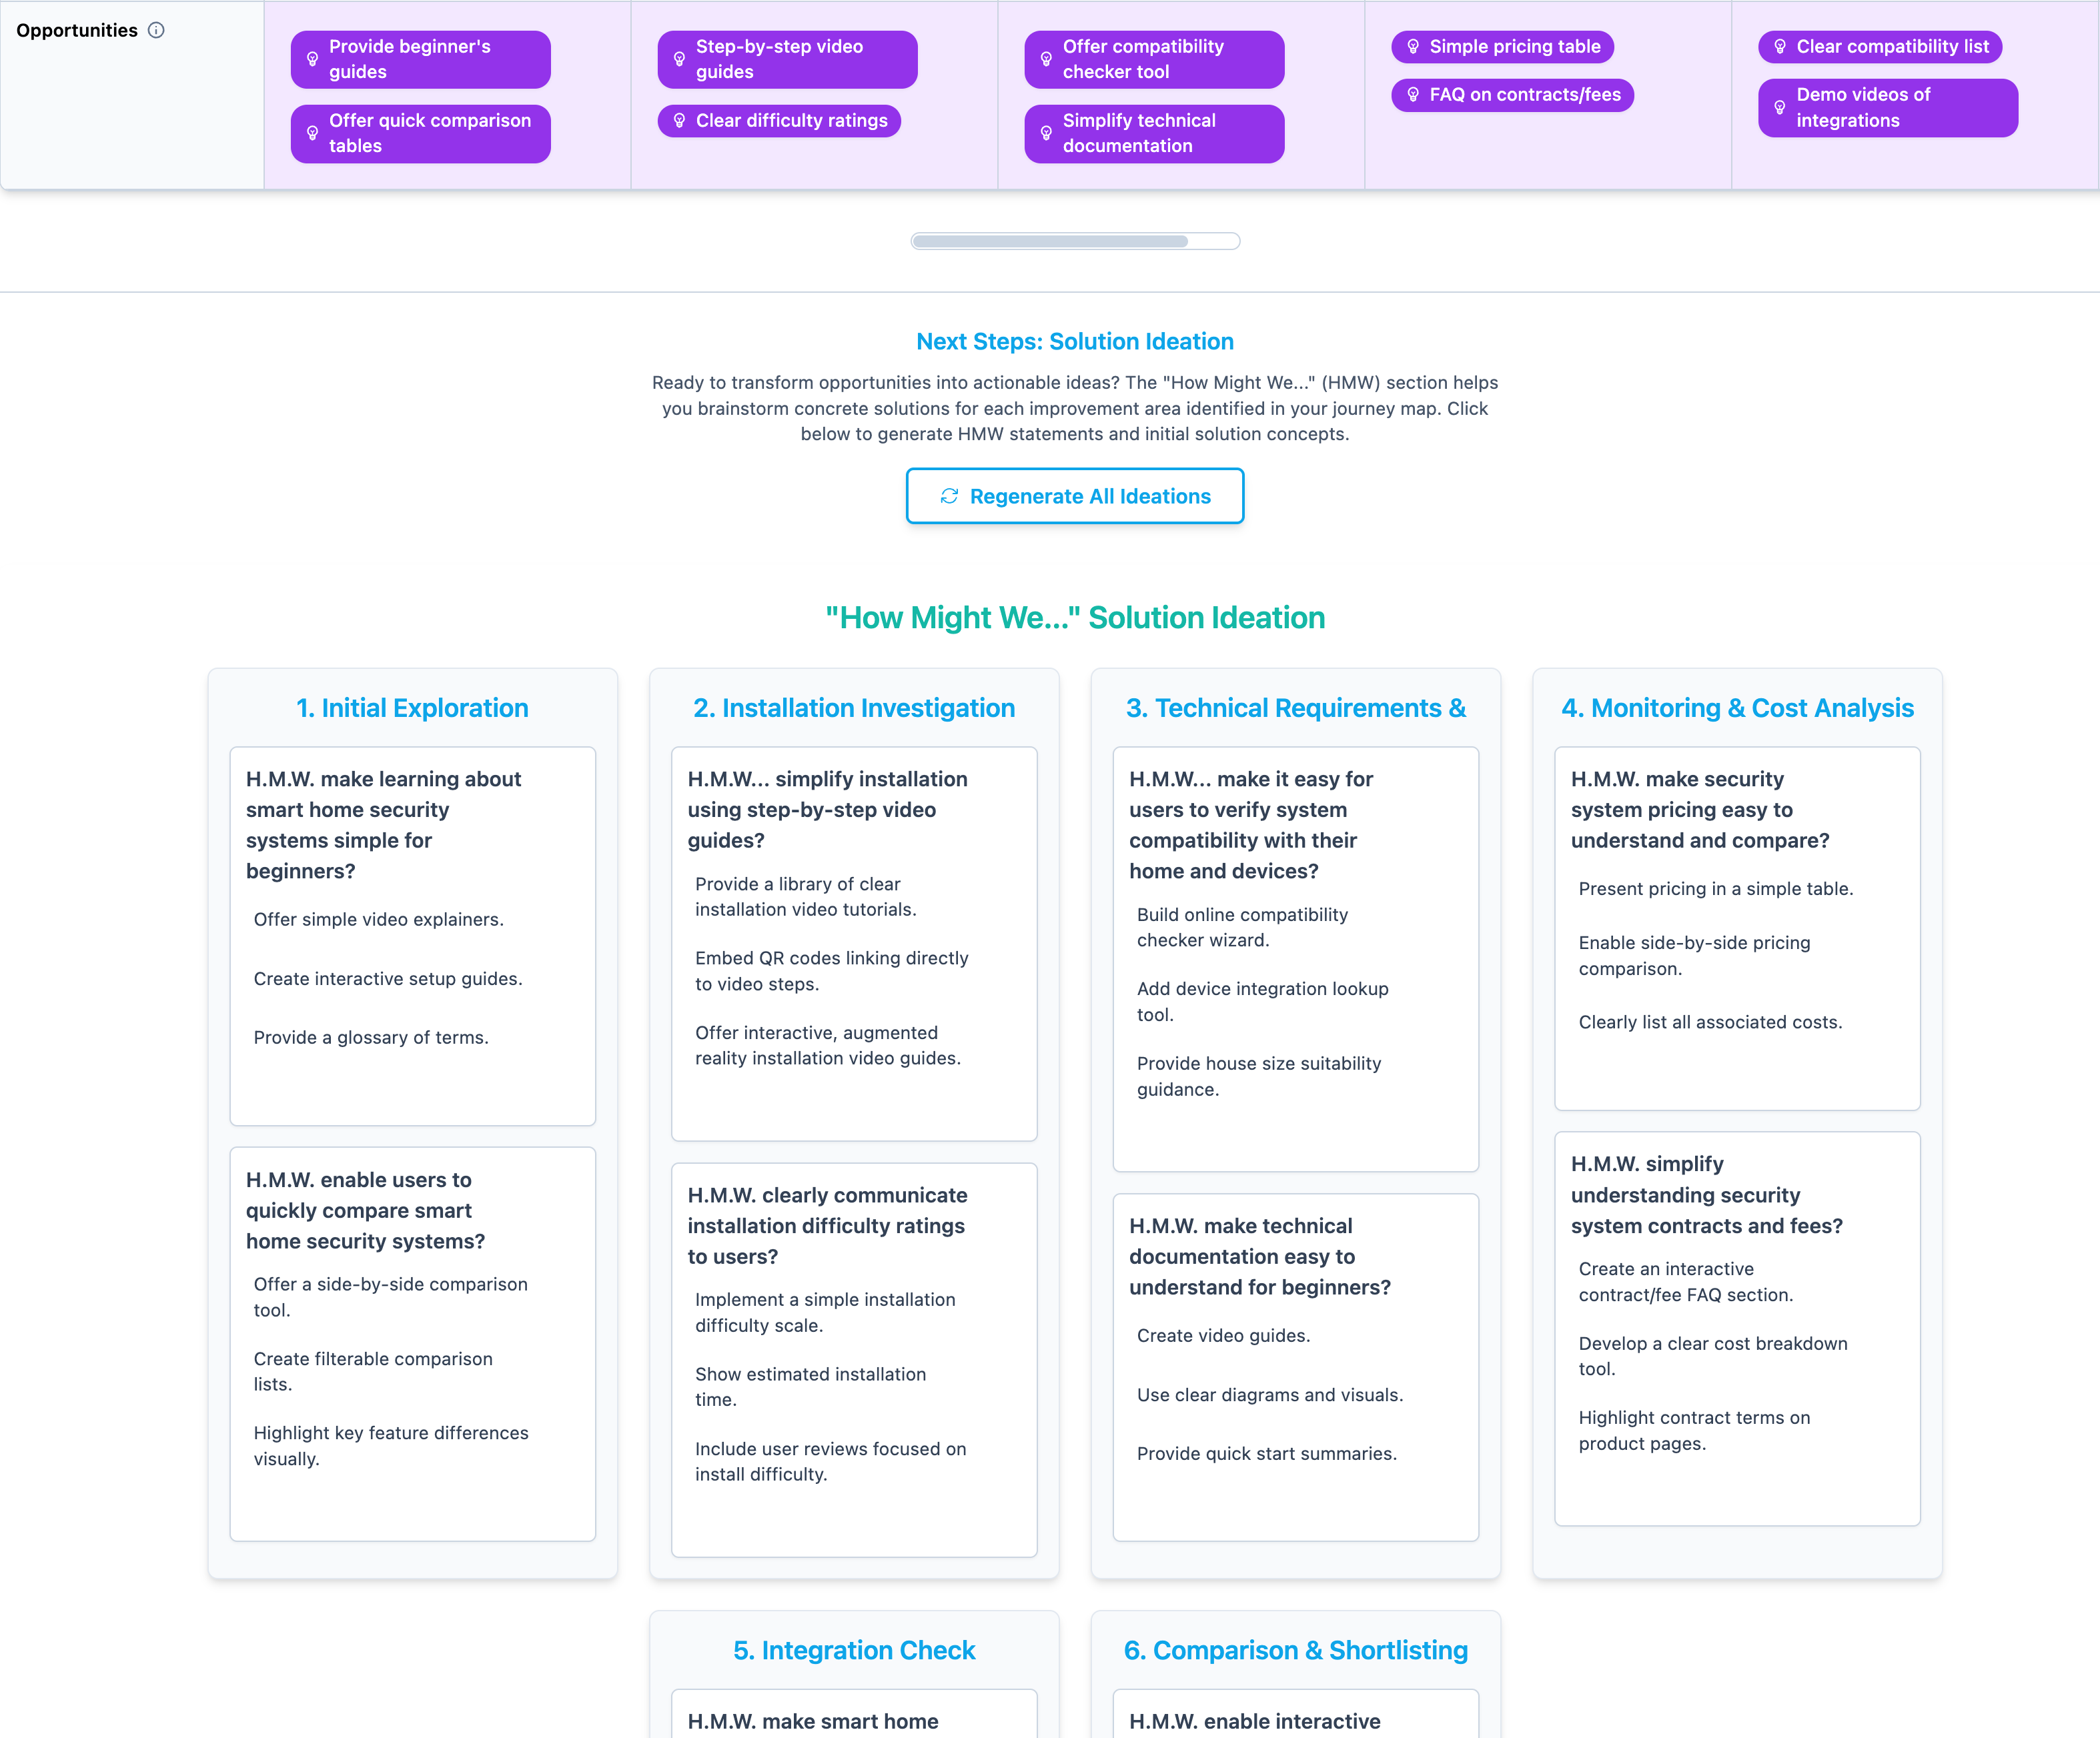 Opportunities
Provide beginner's
guides
Offer quick comparison
tables
Step-by-step video
guides
Clear difficulty ratings
Offer compatibility
checker tool
Simplify technical
documentation
Simple pricing table
FAQ on contracts/fees
Clear compatibility list
Demo videos of
integrations
Next Steps: Solution Ideation
Ready to transform opportunities into actionable ideas? The "How Might We..." (HMW) section helps
you brainstorm concrete solutions for each improvement area identified in your journey map. Click
below to generate HMW statements and initial solution concepts.
Regenerate All Ideations
"How Might We..." Solution Ideation
1. Initial Exploration
H.M.W. make learning about
smart home security
systems simple for
beginners?
Offer simple video explainers.
Create interactive setup guides.
Provide a glossary of terms.
H.M.W. enable users to
quickly compare smart
home security systems?
Offer a side-by-side comparison
tool.
Create filterable comparison
lists.
Highlight key feature differences
visually.
2. Installation Investigation
H.M.W... simplify installation
using step-by-step video
guides?
Provide a library of clear
installation video tutorials.
Embed QR codes linking directly
to video steps.
Offer interactive, augmented
reality installation video guides.
H.M.W. clearly communicate
installation difficulty ratings
to users?
Implement a simple installation
difficulty scale.
Show estimated installation
time.
Include user reviews focused on
install difficulty.
3. Technical Requirements &
H.M.W... make it easy for
users to verify system
compatibility with their
home and devices?
Build online compatibility
checker wizard.
Add device integration lookup
tool.
Provide house size suitability
guidance.
H.M.W. make technical
documentation easy to
understand for beginners?
Create video guides.
Use clear diagrams and visuals.
Provide quick start summaries.
4. Monitoring & Cost Analysis
H.M.W. make security
system pricing easy to
understand and compare?
Present pricing in a simple table.
Enable side-by-side pricing
comparison.
Clearly list all associated costs.
H.M.W. simplify
understanding security
system contracts and fees?
Create an interactive
contract/fee FAQ section.
Develop a clear cost breakdown
tool.
Highlight contract terms on
product pages.
5. Integration Check
H.M.W. make smart home
6. Comparison & Shortlisting
H.M.W. enable interactive